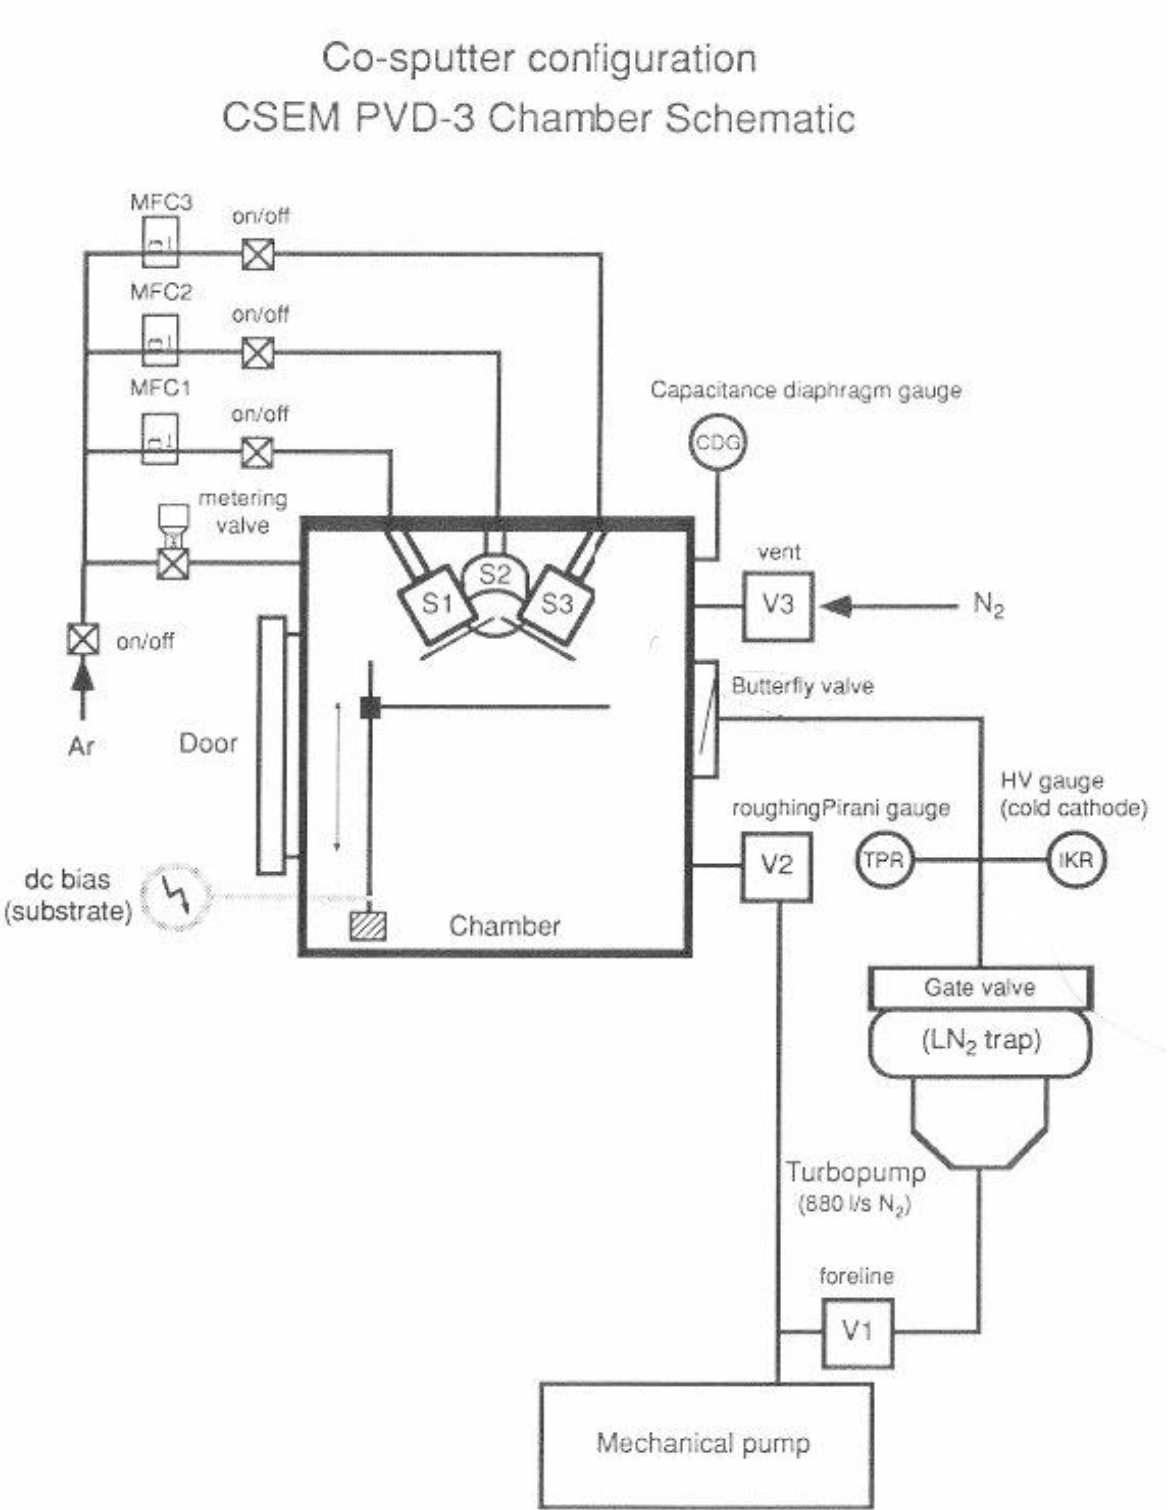 Co-sputter configuration
CSEM PVD-3 Chamber Schematic
MFC3
on/off
MFC2
on/off
MFC1
on/off
metering
valve
on/off
Ar
Door
dc bias
(substrate)
S1
S2
S3
Chamber
Capacitance diaphragm gauge
CDG
vent
V3
N₂
Butterfly valve
HV gauge
(cold cathode)
roughingPirani gauge
V2
TPR
IKR
Gate valve
(LN₂ trap)
Turbopump
(880 l/s N₂)
foreline
V1
Mechanical pump